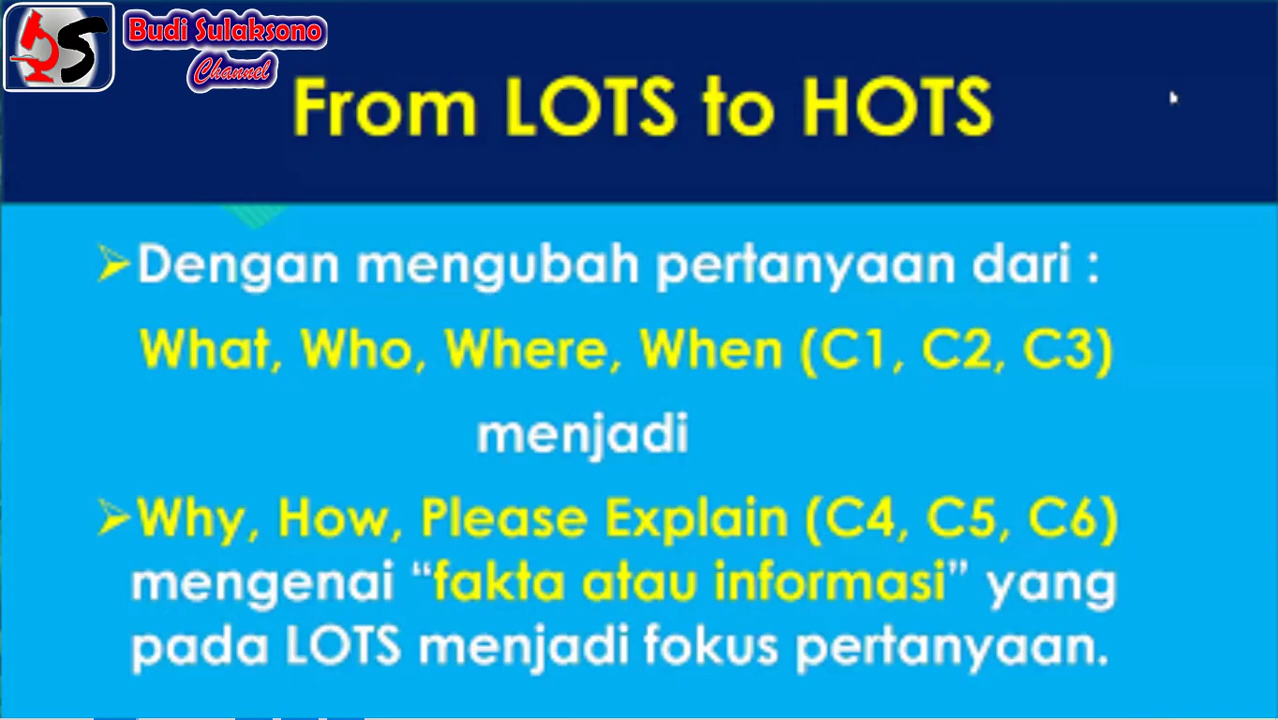 Budi Sulaksono
Channel
From LOTS to HOTS
Dengan mengubah pertanyaan dari :
What, Who, Where, When (C1, C2, C3)
menjadi
Why, How, Please Explain (C4, C5, C6)
mengenai “fakta atau informasi” yang
pada LOTS menjadi fokus pertanyaan.